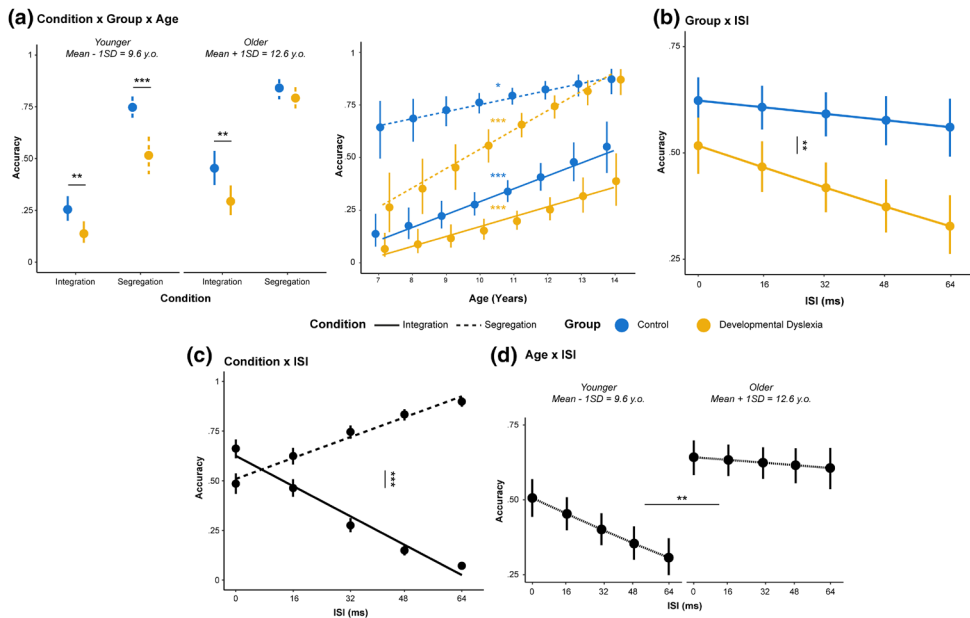 (a) Condition x Group x Age
Younger
Mean - 1SD = 9.6 y.o.
Older
Mean + 1SD = 12.6 y.o.
Accuracy
1
.75
.50
.25
0
***
**
**
Integration Segregation Integration Segregation
Condition
Accuracy
1
.75
.50
.25
0
*
***
***
***
7 8 9 10 11 12 13 14
Age (Years)
(b) Group x ISI
Accuracy
.75
.50
.25
**
0 16 32 48 64
ISI (ms)
Condition Integration Segregation Group Control Developmental Dyslexia
(c) Condition x ISI
Accuracy
1
.75
.50
.25
0
***
0 16 32 48 64
ISI (ms)
(d) Age x ISI
Younger
Mean - 1SD = 9.6 y.o.
Older
Mean + 1SD = 12.6 y.o.
Accuracy
.75
.50
.25
**
0 16 32 48 64 0 16 32 48 64
ISI (ms)